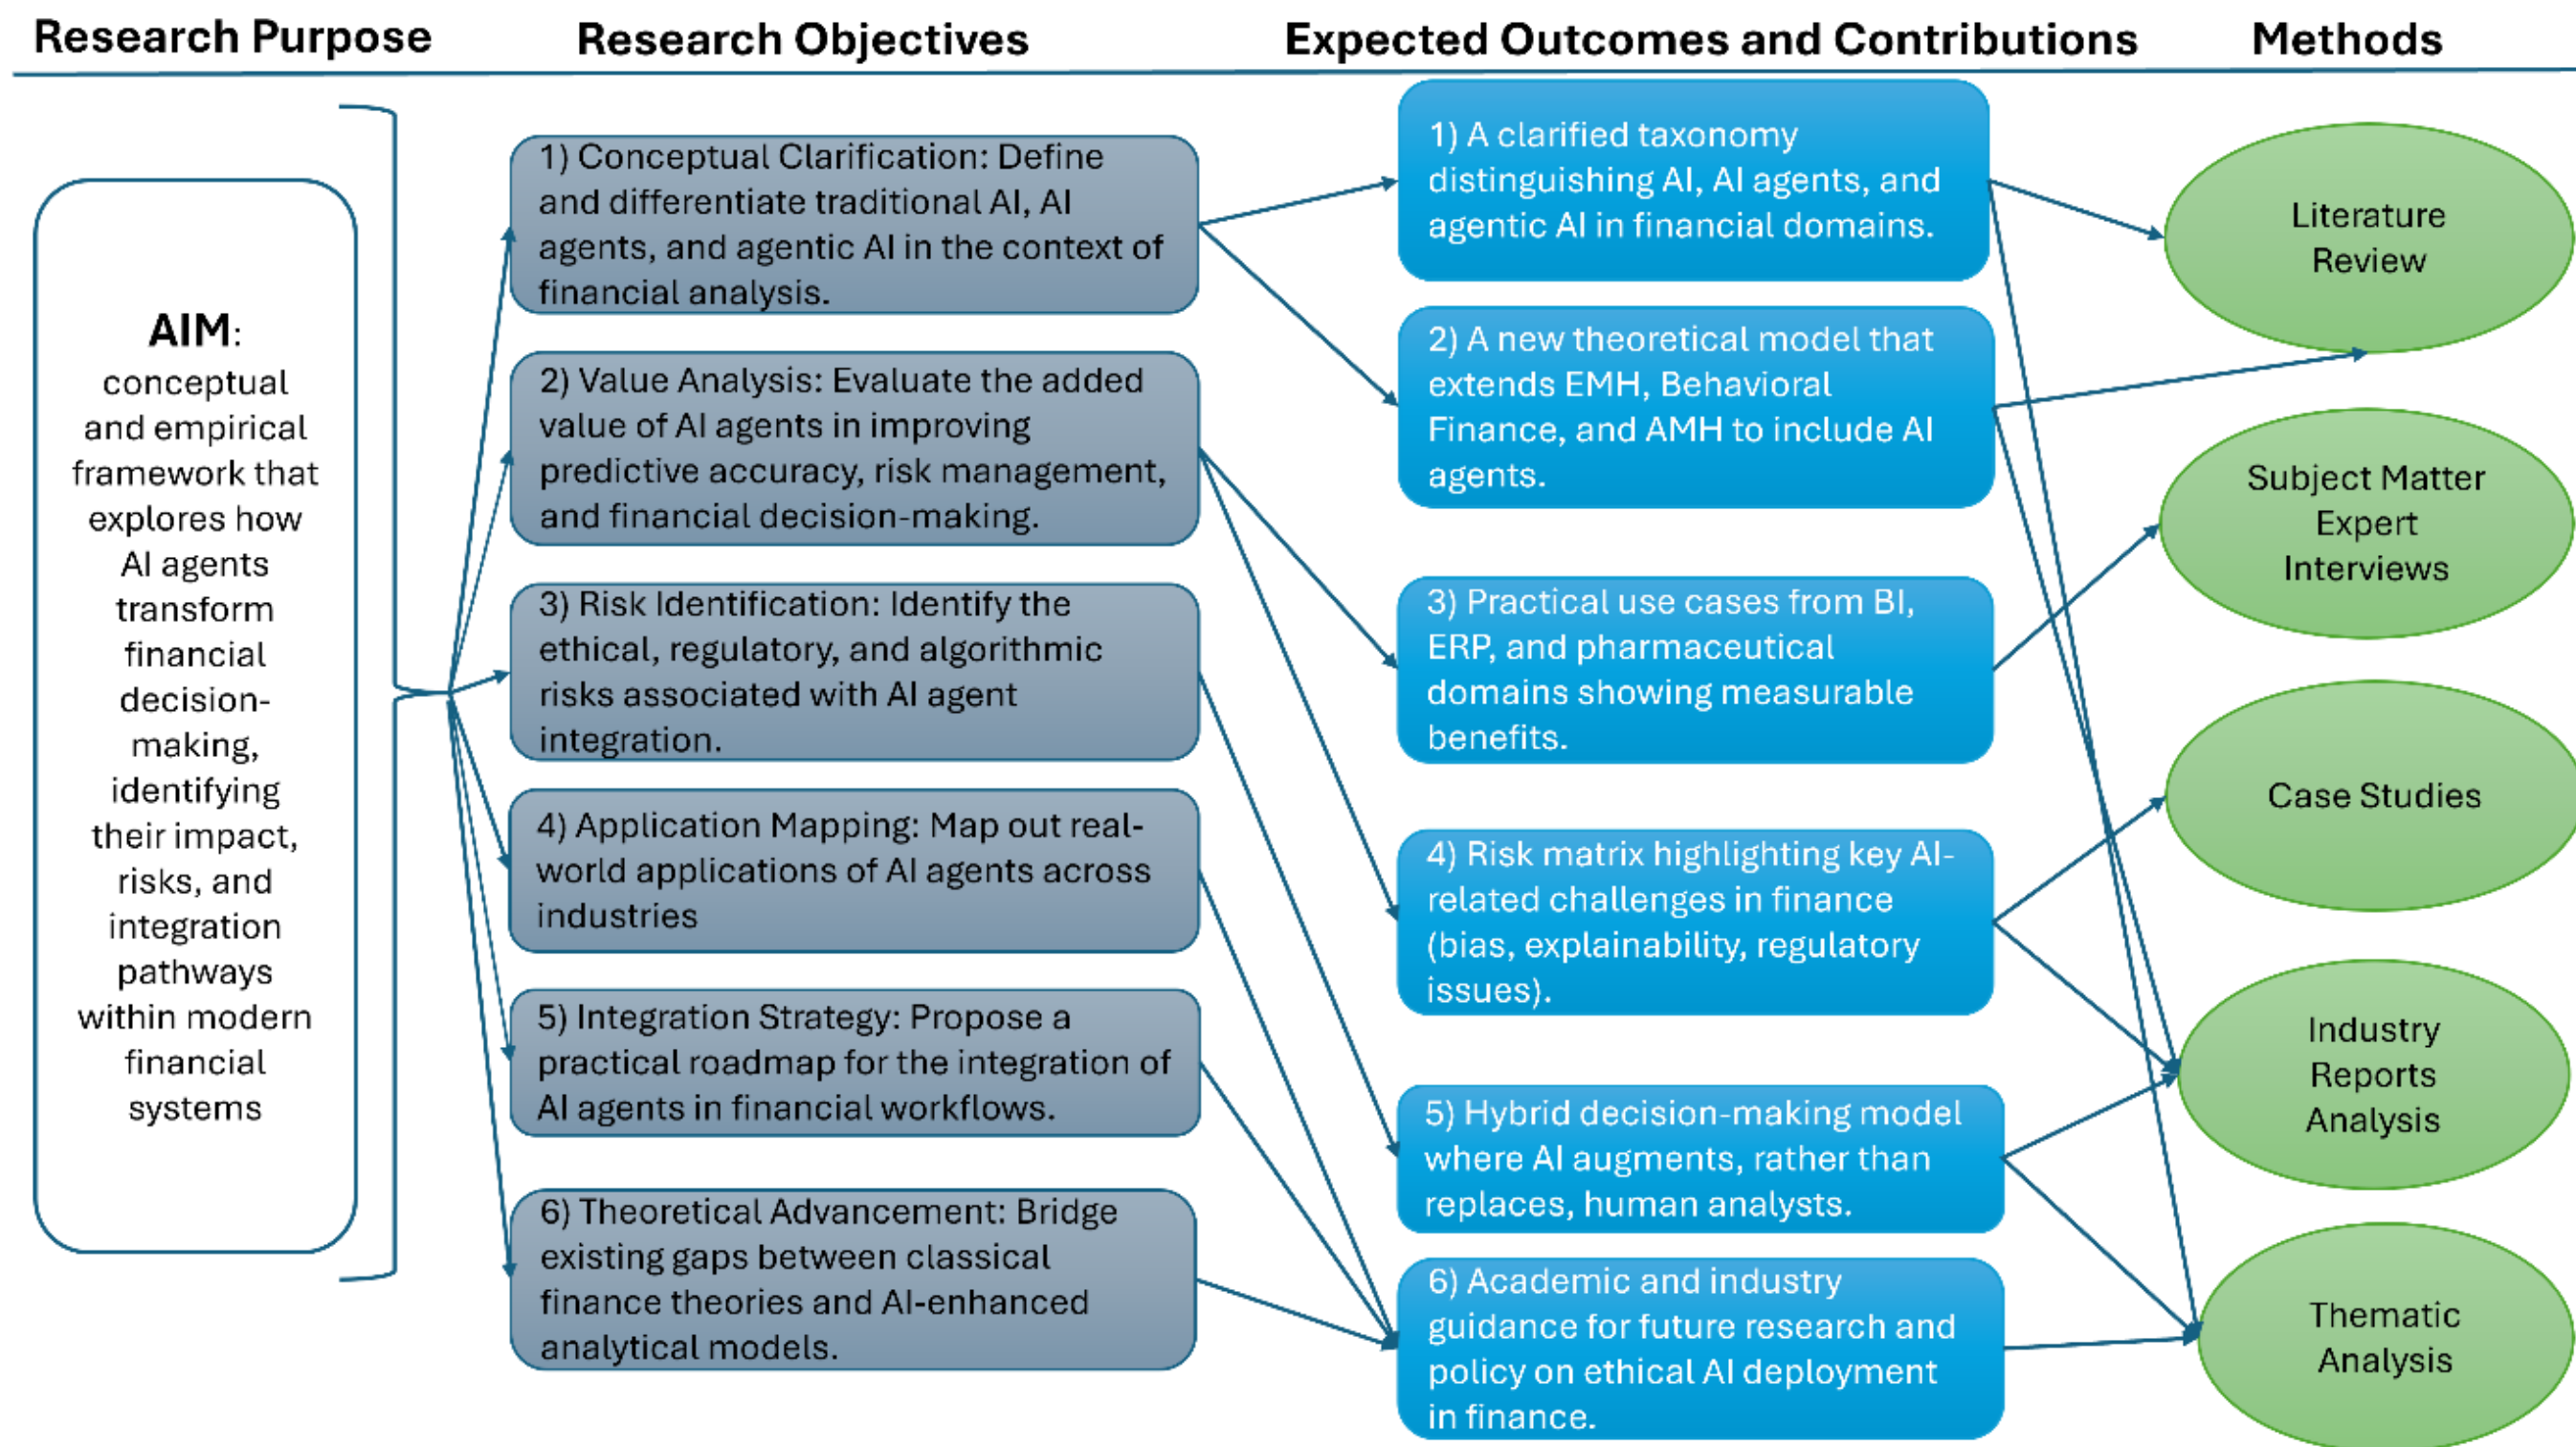 Research Purpose
Research Objectives
Expected Outcomes and Contributions
Methods
AIM:
conceptual
and empirical
framework that
explores how
AI agents
transform
financial
decision-
making,
identifying
their impact,
risks, and
integration
pathways
within modern
financial
systems
1) Conceptual Clarification: Define
and differentiate traditional AI, AI
agents, and agentic AI in the context of
financial analysis.
2) Value Analysis: Evaluate the added
value of AI agents in improving
predictive accuracy, risk management,
and financial decision-making.
3) Risk Identification: Identify the
ethical, regulatory, and algorithmic
risks associated with AI agent
integration.
4) Application Mapping: Map out real-
world applications of AI agents across
industries
5) Integration Strategy: Propose a
practical roadmap for the integration of
AI agents in financial workflows.
6) Theoretical Advancement: Bridge
existing gaps between classical
finance theories and AI-enhanced
analytical models.
1) A clarified taxonomy
distinguishing AI, AI agents, and
agentic AI in financial domains.
2) A new theoretical model that
extends EMH, Behavioral
Finance, and AMH to include AI
agents.
3) Practical use cases from BI,
ERP, and pharmaceutical
domains showing measurable
benefits.
4) Risk matrix highlighting key AI-
related challenges in finance
(bias, explainability, regulatory
issues).
5) Hybrid decision-making model
where AI augments, rather than
replaces, human analysts.
6) Academic and industry
guidance for future research and
policy on ethical AI deployment
in finance.
Literature
Review
Subject Matter
Expert
Interviews
Case Studies
Industry
Reports
Analysis
Thematic
Analysis